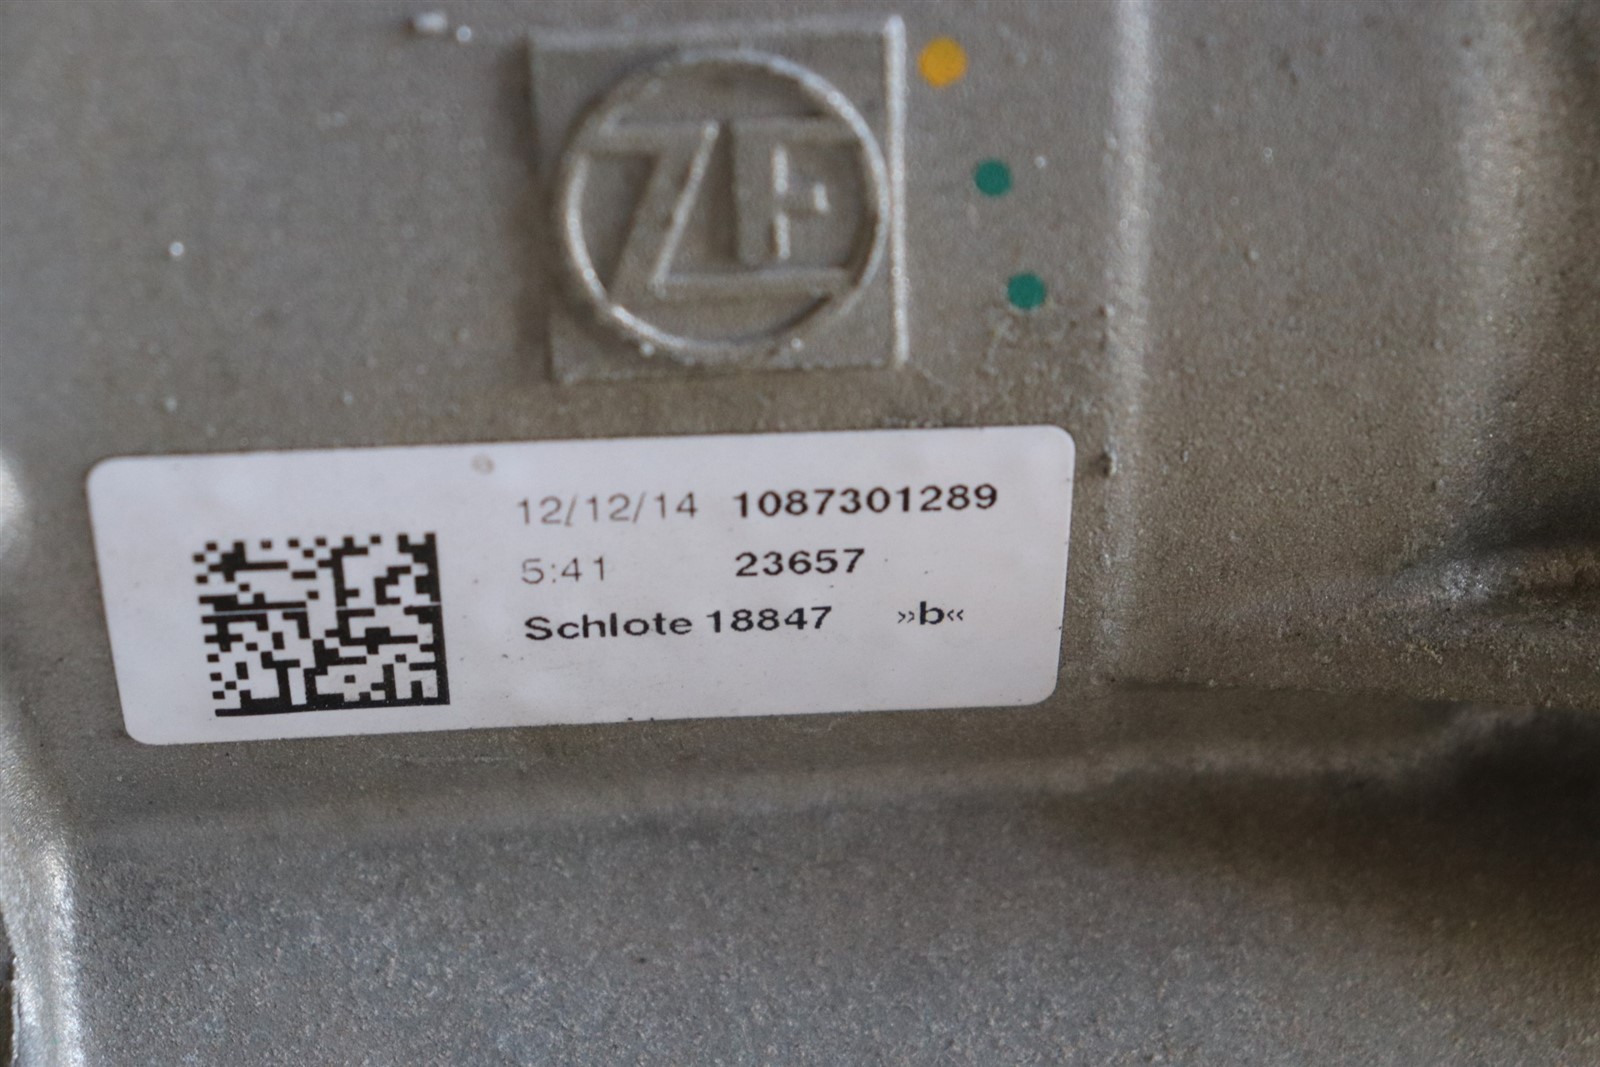 ZF
12/12/14 1087301289
5:41 23657
Schlote 18847 »b«